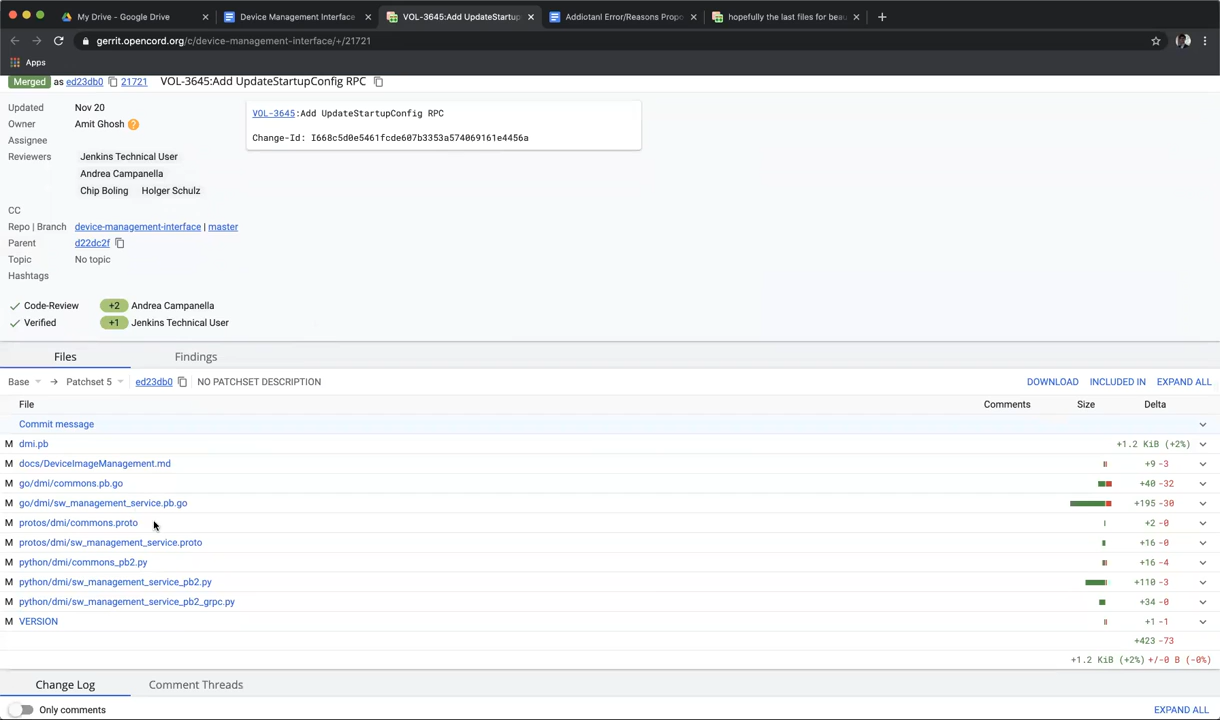 My Drive - Google Drive
Device Management Interface
VOL-3645:Add UpdateStartup
Addiotanl Error/Reasons Propo
hopefully the last files for beau
gerrit.opencord.org/c/device-management-interface/+/21721
Apps
Merged as ed23db0 21721 VOL-3645:Add UpdateStartupConfig RPC
Updated Nov 20
Owner Amit Ghosh
Assignee
Reviewers Jenkins Technical User
Andrea Campanella
Chip Boling Holger Schulz
CC
Repo | Branch device-management-interface | master
Parent d22dc2f
Topic No topic
Hashtags
VOL-3645:Add UpdateStartupConfig RPC
Change-Id: I668c5d0e5461fcde607b3353a574069161e4456a
Code-Review +2 Andrea Campanella
Verified +1 Jenkins Technical User
Files Findings
Base → Patchset 5 ed23db0 NO PATCHSET DESCRIPTION DOWNLOAD INCLUDED IN EXPAND ALL
File Comments Size Delta
Commit message
M dmi.pb +1.2 KiB (+2%)
M docs/DeviceImageManagement.md +9 -3
M go/dmi/commons.pb.go +40 -32
M go/dmi/sw_management_service.pb.go +195 -30
M protos/dmi/commons.proto +2 -0
M protos/dmi/sw_management_service.proto +16 -0
M python/dmi/commons_pb2.py +16 -4
M python/dmi/sw_management_service_pb2.py +110 -3
M python/dmi/sw_management_service_pb2_grpc.py +34 -0
M VERSION +1 -1
+423 -73
+1.2 KiB (+2%) +/-0 B (-0%)
Change Log Comment Threads
Only comments EXPAND ALL